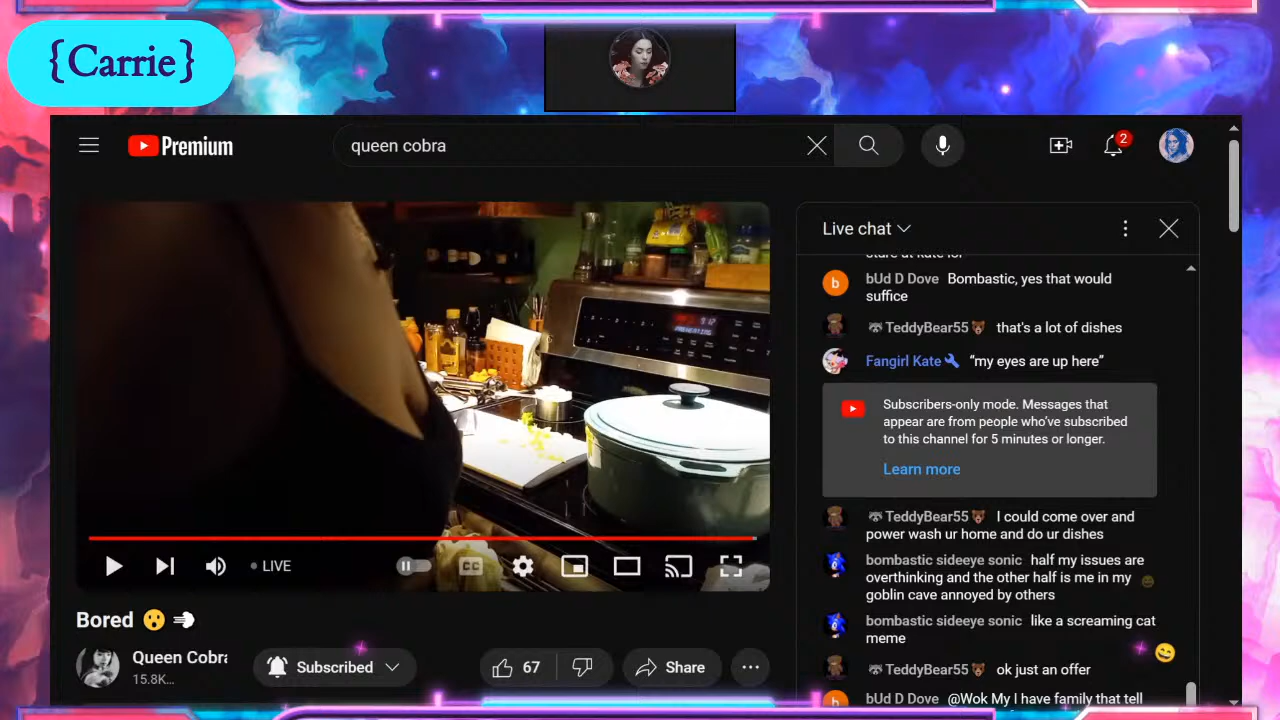 {Carrie}
Premium
queen cobra
2
Live chat
bUd D Dove Bombastic, yes that would
suffice
TeddyBear55 that's a lot of dishes
Fangirl Kate “my eyes are up here”
Subscribers-only mode. Messages that
appear are from people who've subscribed
to this channel for 5 minutes or longer.
Learn more
TeddyBear55 I could come over and
power wash ur home and do ur dishes
bombastic sideeye sonic half my issues are
overthinking and the other half is me in my
goblin cave annoyed by others
bombastic sideeye sonic like a screaming cat
meme
TeddyBear55 ok just an offer
bUd D Dove @Wok My I have family that tell
LIVE
CC
Bored
Queen Cobra
15.8K...
Subscribed
67
Share